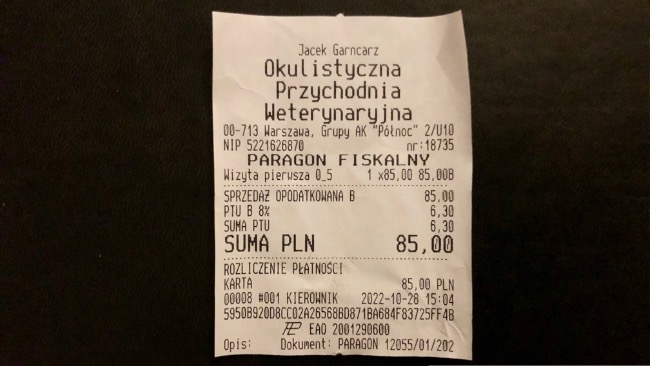 Jacek Garncarz
Okulistyczna
Przychodnia
Weterynaryjna
00-713 Warszawa, Grupy AK "Północ" 2/U10
NIP 5221626870 nr:18735
PARAGON FISKALNY
Wizyta pierwsza 0_5 1 x85,00 85,00B
SPRZEDAŻ OPODATKOWANA B 85,00
PTU B 8% 6,30
SUMA PTU 6,30
SUMA PLN 85,00
ROZLICZENIE PŁATNOŚCI
KARTA 85,00 PLN
00008 #001 KIEROWNIK 2022-10-28 15:04
5950B920D8CC02A26568BD871BA684F83725FF4B
EAO 2001290600
Opis: Dokument: PARAGON 12055/01/202